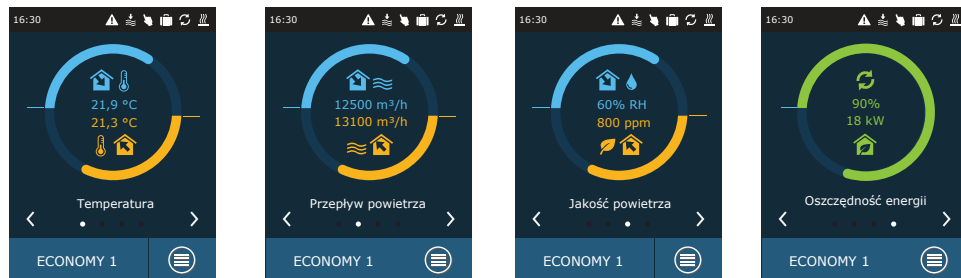 16:30
21,9 °C
21,3 °C
Temperatura
ECONOMY 1
16:30
12500 m³/h
13100 m³/h
Przepływ powietrza
ECONOMY 1
16:30
60% RH
800 ppm
Jakość powietrza
ECONOMY 1
16:30
90%
18 kW
Oszczędność energii
ECONOMY 1